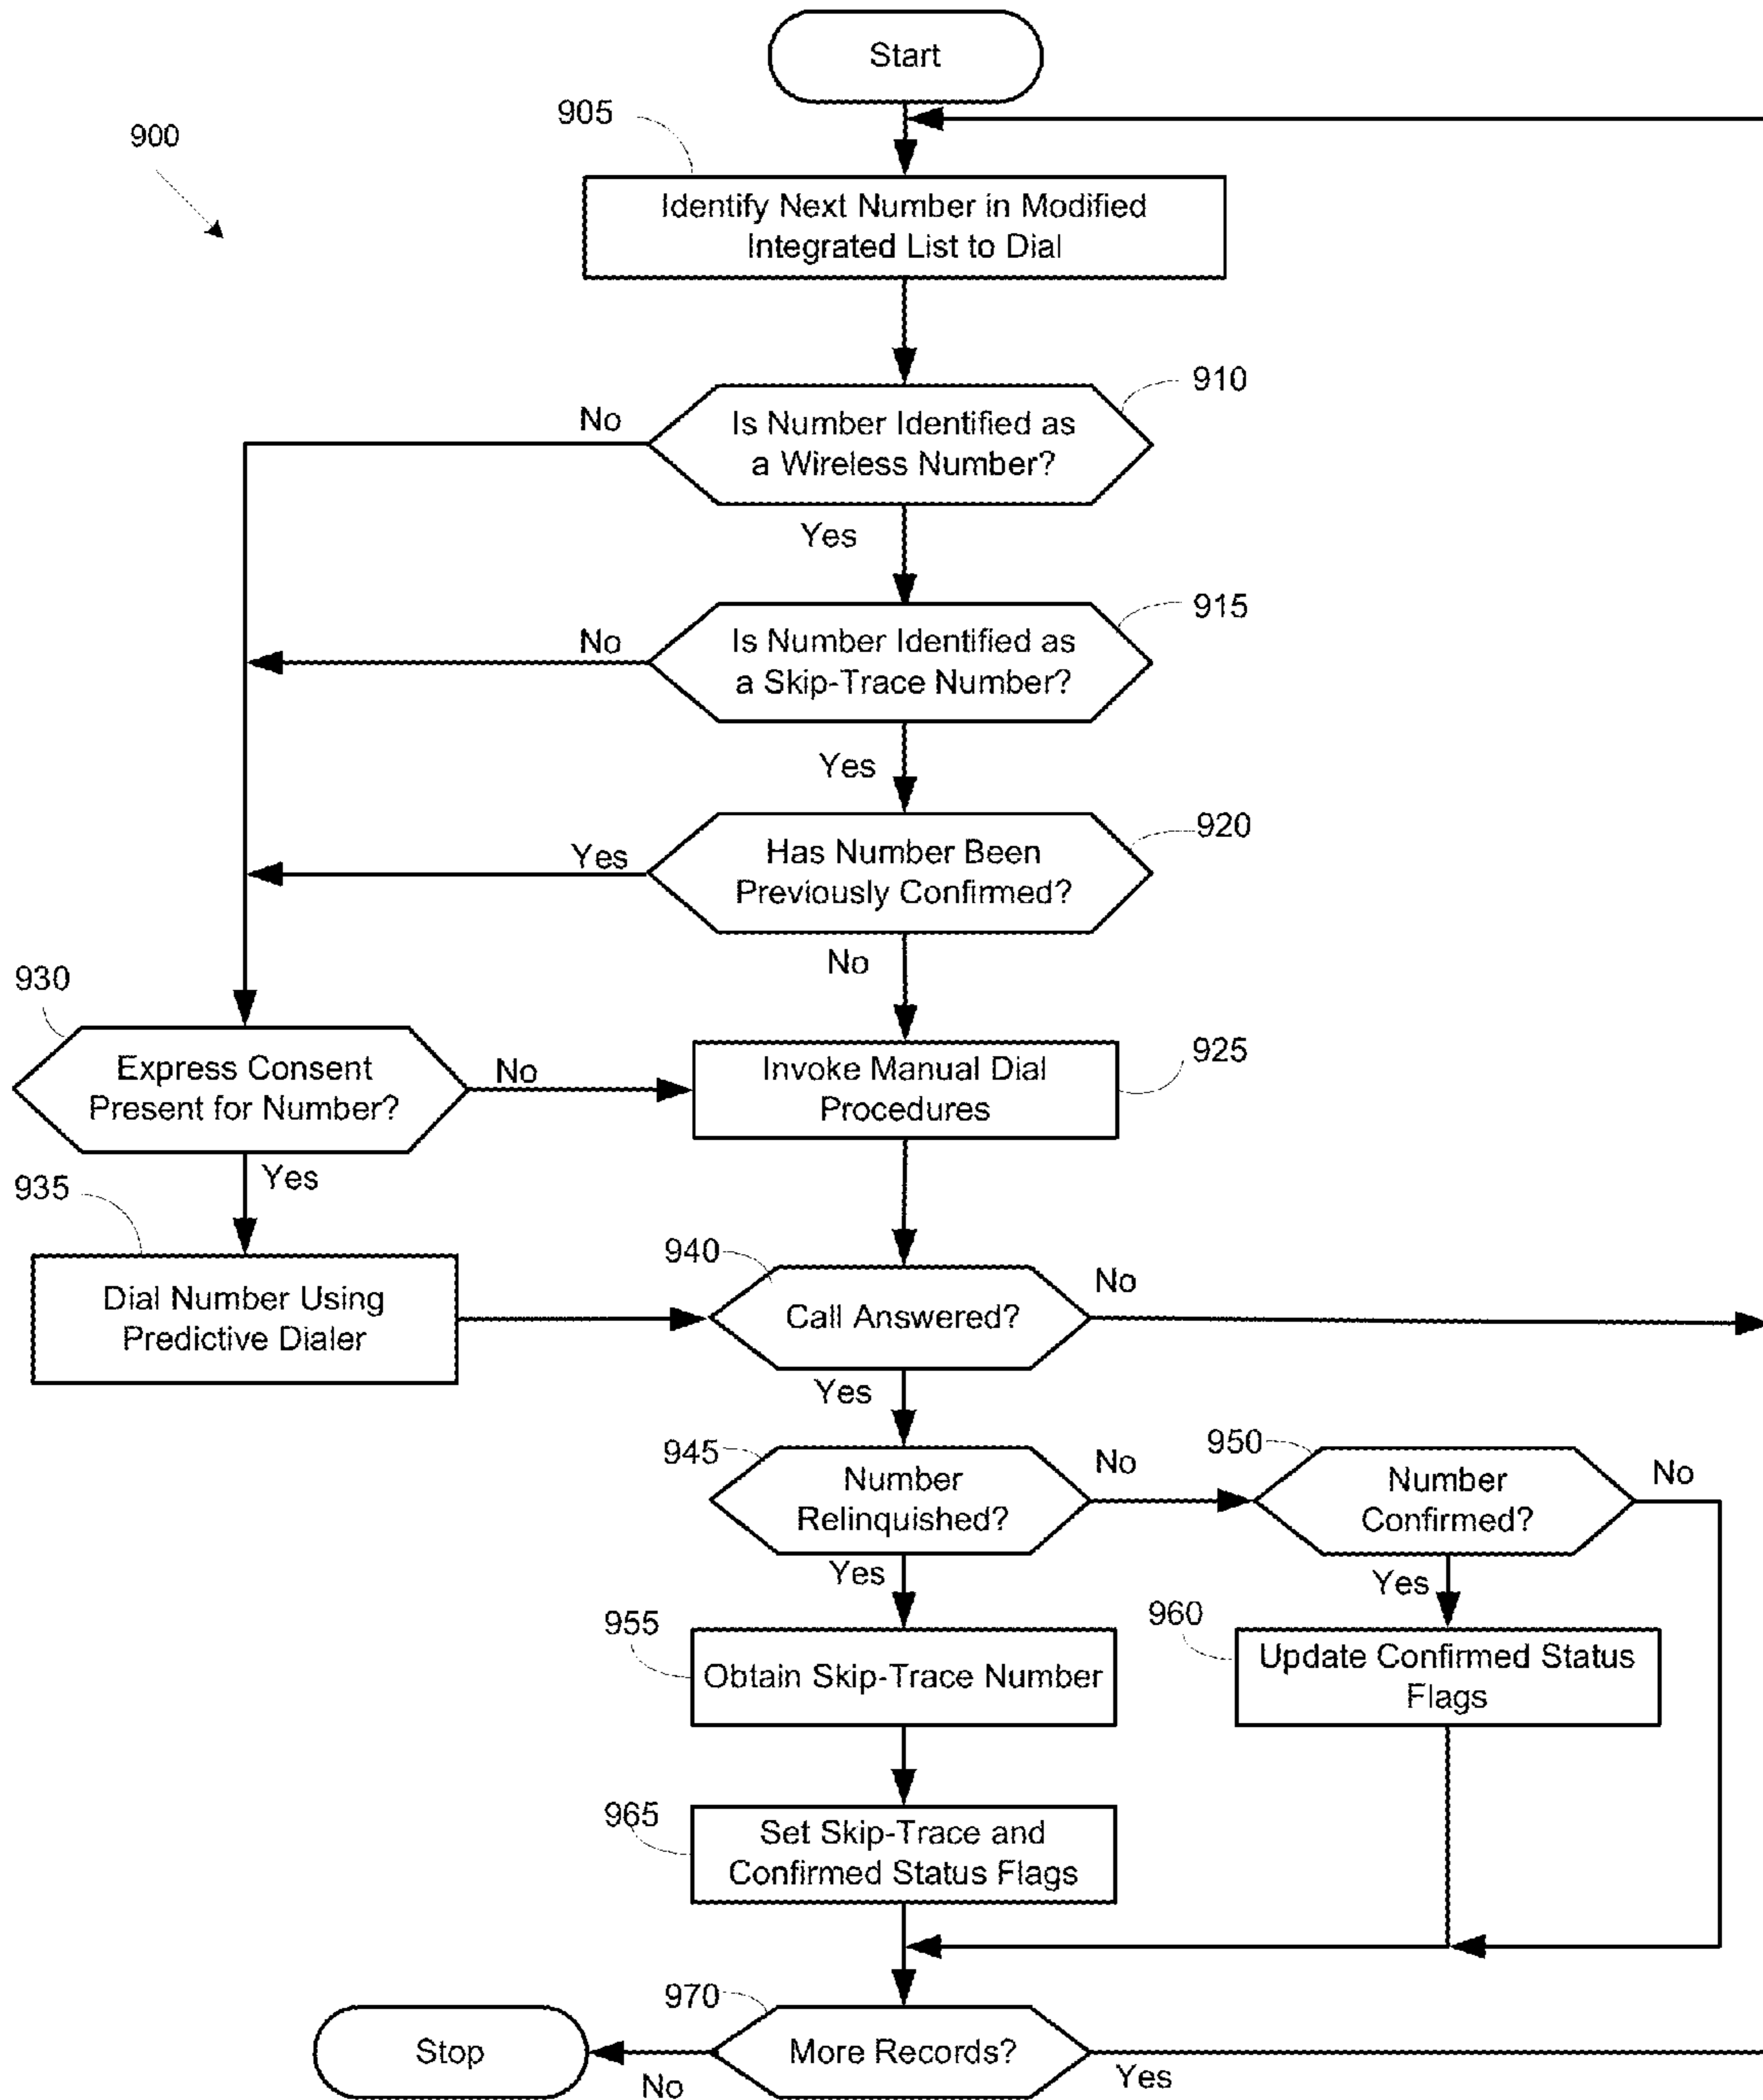 Start
905
900
Identify Next Number in Modified
Integrated List to Dial
910
No
Is Number Identified as
a Wireless Number?
Yes
915
No
Is Number Identified as
a Skip-Trace Number?
Yes
920
Yes
Has Number Been
Previously Confirmed?
No
930
Express Consent
Present for Number?
No
925
Invoke Manual Dial
Procedures
Yes
935
Dial Number Using
Predictive Dialer
940
Call Answered?
No
Yes
945
Number
Relinquished?
No
950
Number
Confirmed?
No
Yes
Yes
955
Obtain Skip-Trace Number
960
Update Confirmed Status
Flags
965
Set Skip-Trace and
Confirmed Status Flags
970
More Records?
Stop
No
Yes